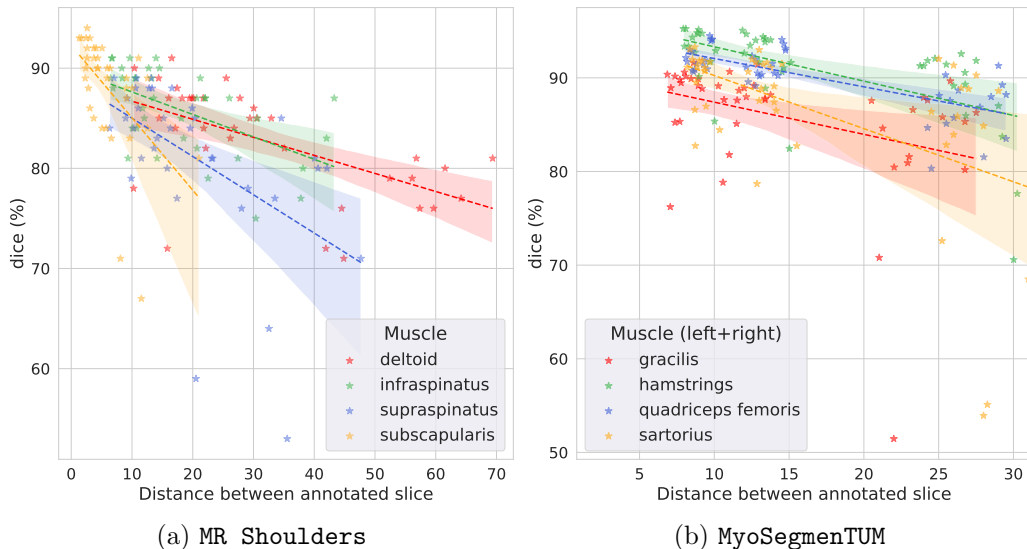 dice (%)
90
80
70
60
0 10 20 30 40 50 60 70
Distance between annotated slice
Muscle
deltoid
infraspinatus
supraspinatus
subscapularis
(a) MR Shoulders
dice (%)
90
80
70
60
50
5 10 15 20 25 30
Distance between annotated slice
Muscle (left+right)
gracilis
hamstrings
quadriceps femoris
sartorius
(b) MyoSegmenTUM